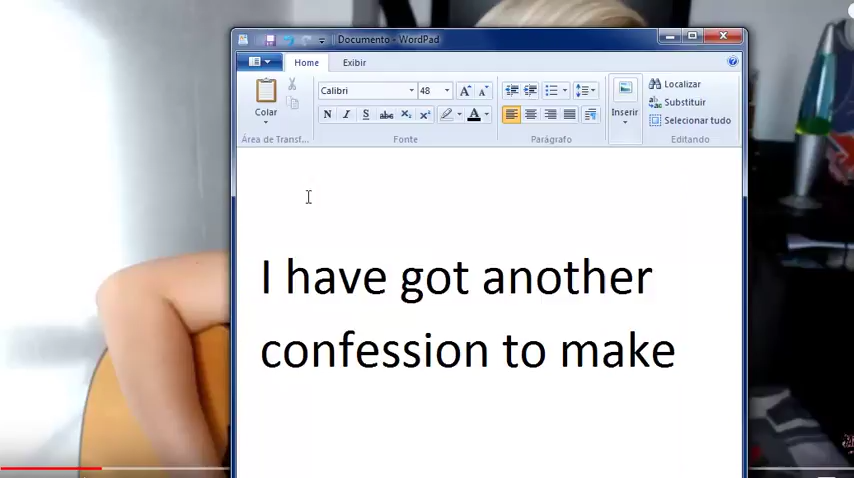 Documento - WordPad
Home Exibir
Calibri 48 Localizar
Substituir
Colar Inserir Selecionar tudo
N I S abc X₂ X² A
Área de Transf... Fonte Parágrafo Editando
I have got another
confession to make